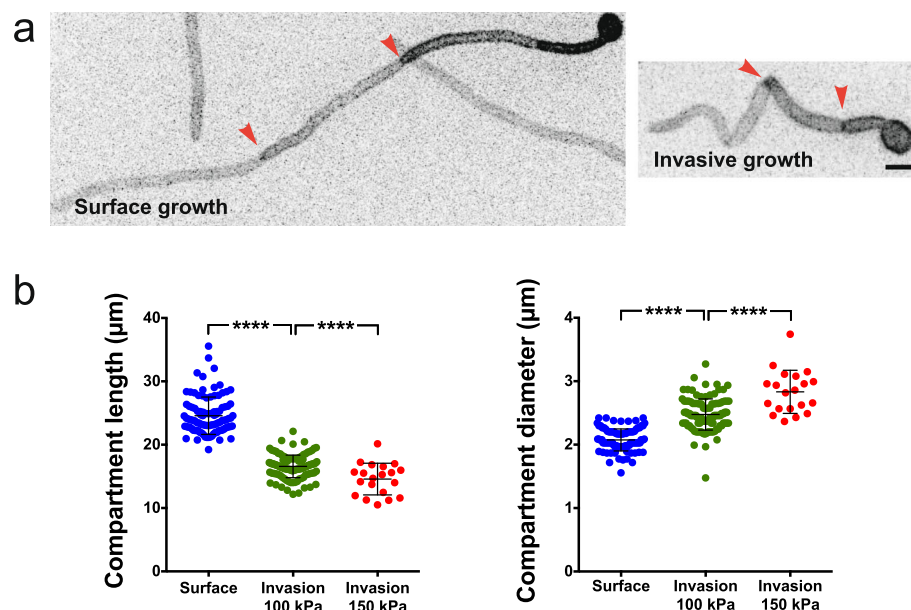 a
Surface growth
Invasive growth
b
Compartment length (μm)
40
30
20
10
0
**** ****
Surface Invasion Invasion
100 kPa 150 kPa
Compartment diameter (μm)
4
3
2
1
0
**** ****
Surface Invasion Invasion
100 kPa 150 kPa